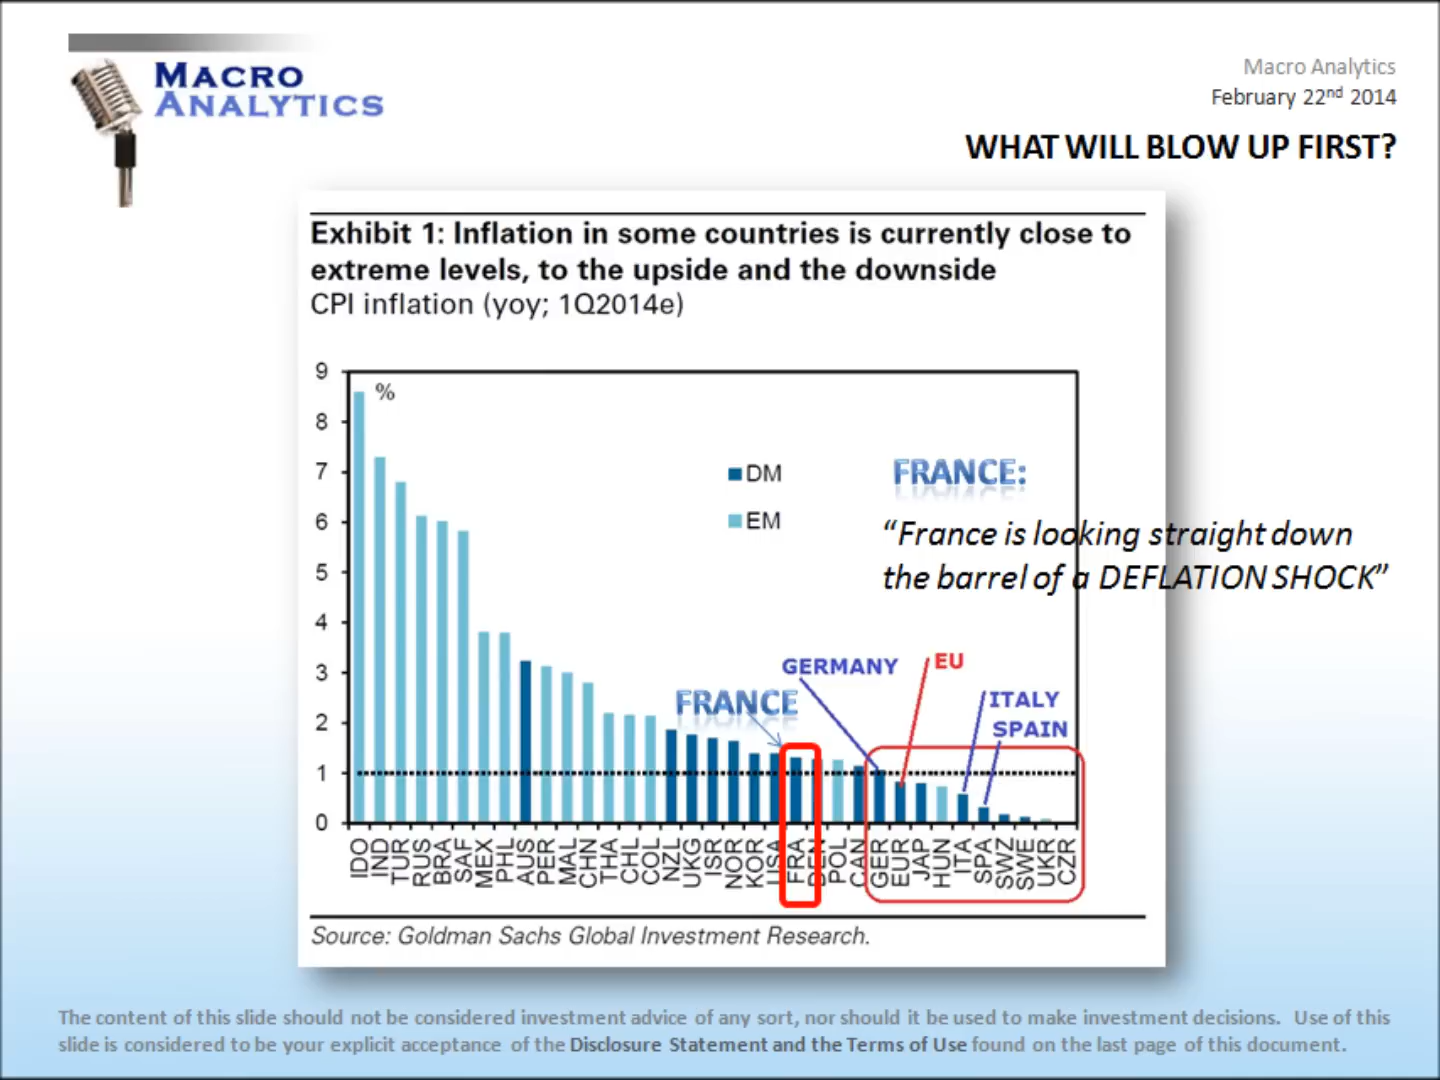 MACRO
ANALYTICS
Macro Analytics
February 22nd 2014
WHAT WILL BLOW UP FIRST?
Exhibit 1: Inflation in some countries is currently close to
extreme levels, to the upside and the downside
CPI inflation (yoy; 1Q2014e)
9
%
8
7
6
5
4
3
2
1
0
DM
EM
FRANCE:
“France is looking straight down
the barrel of a DEFLATION SHOCK”
GERMANY
EU
FRANCE
ITALY
SPAIN
IDO IND TUR RUS BRA SAF MEX PHL AUS PER MAL CHN THA CHL COL NZL UKG ISR NOR KOR USA FRA DEN POL CAN GER EUR JAP HUN ITA SPA SWZ SWE UKR CZR
Source: Goldman Sachs Global Investment Research.
The content of this slide should not be considered investment advice of any sort, nor should it be used to make investment decisions. Use of this
slide is considered to be your explicit acceptance of the Disclosure Statement and the Terms of Use found on the last page of this document.